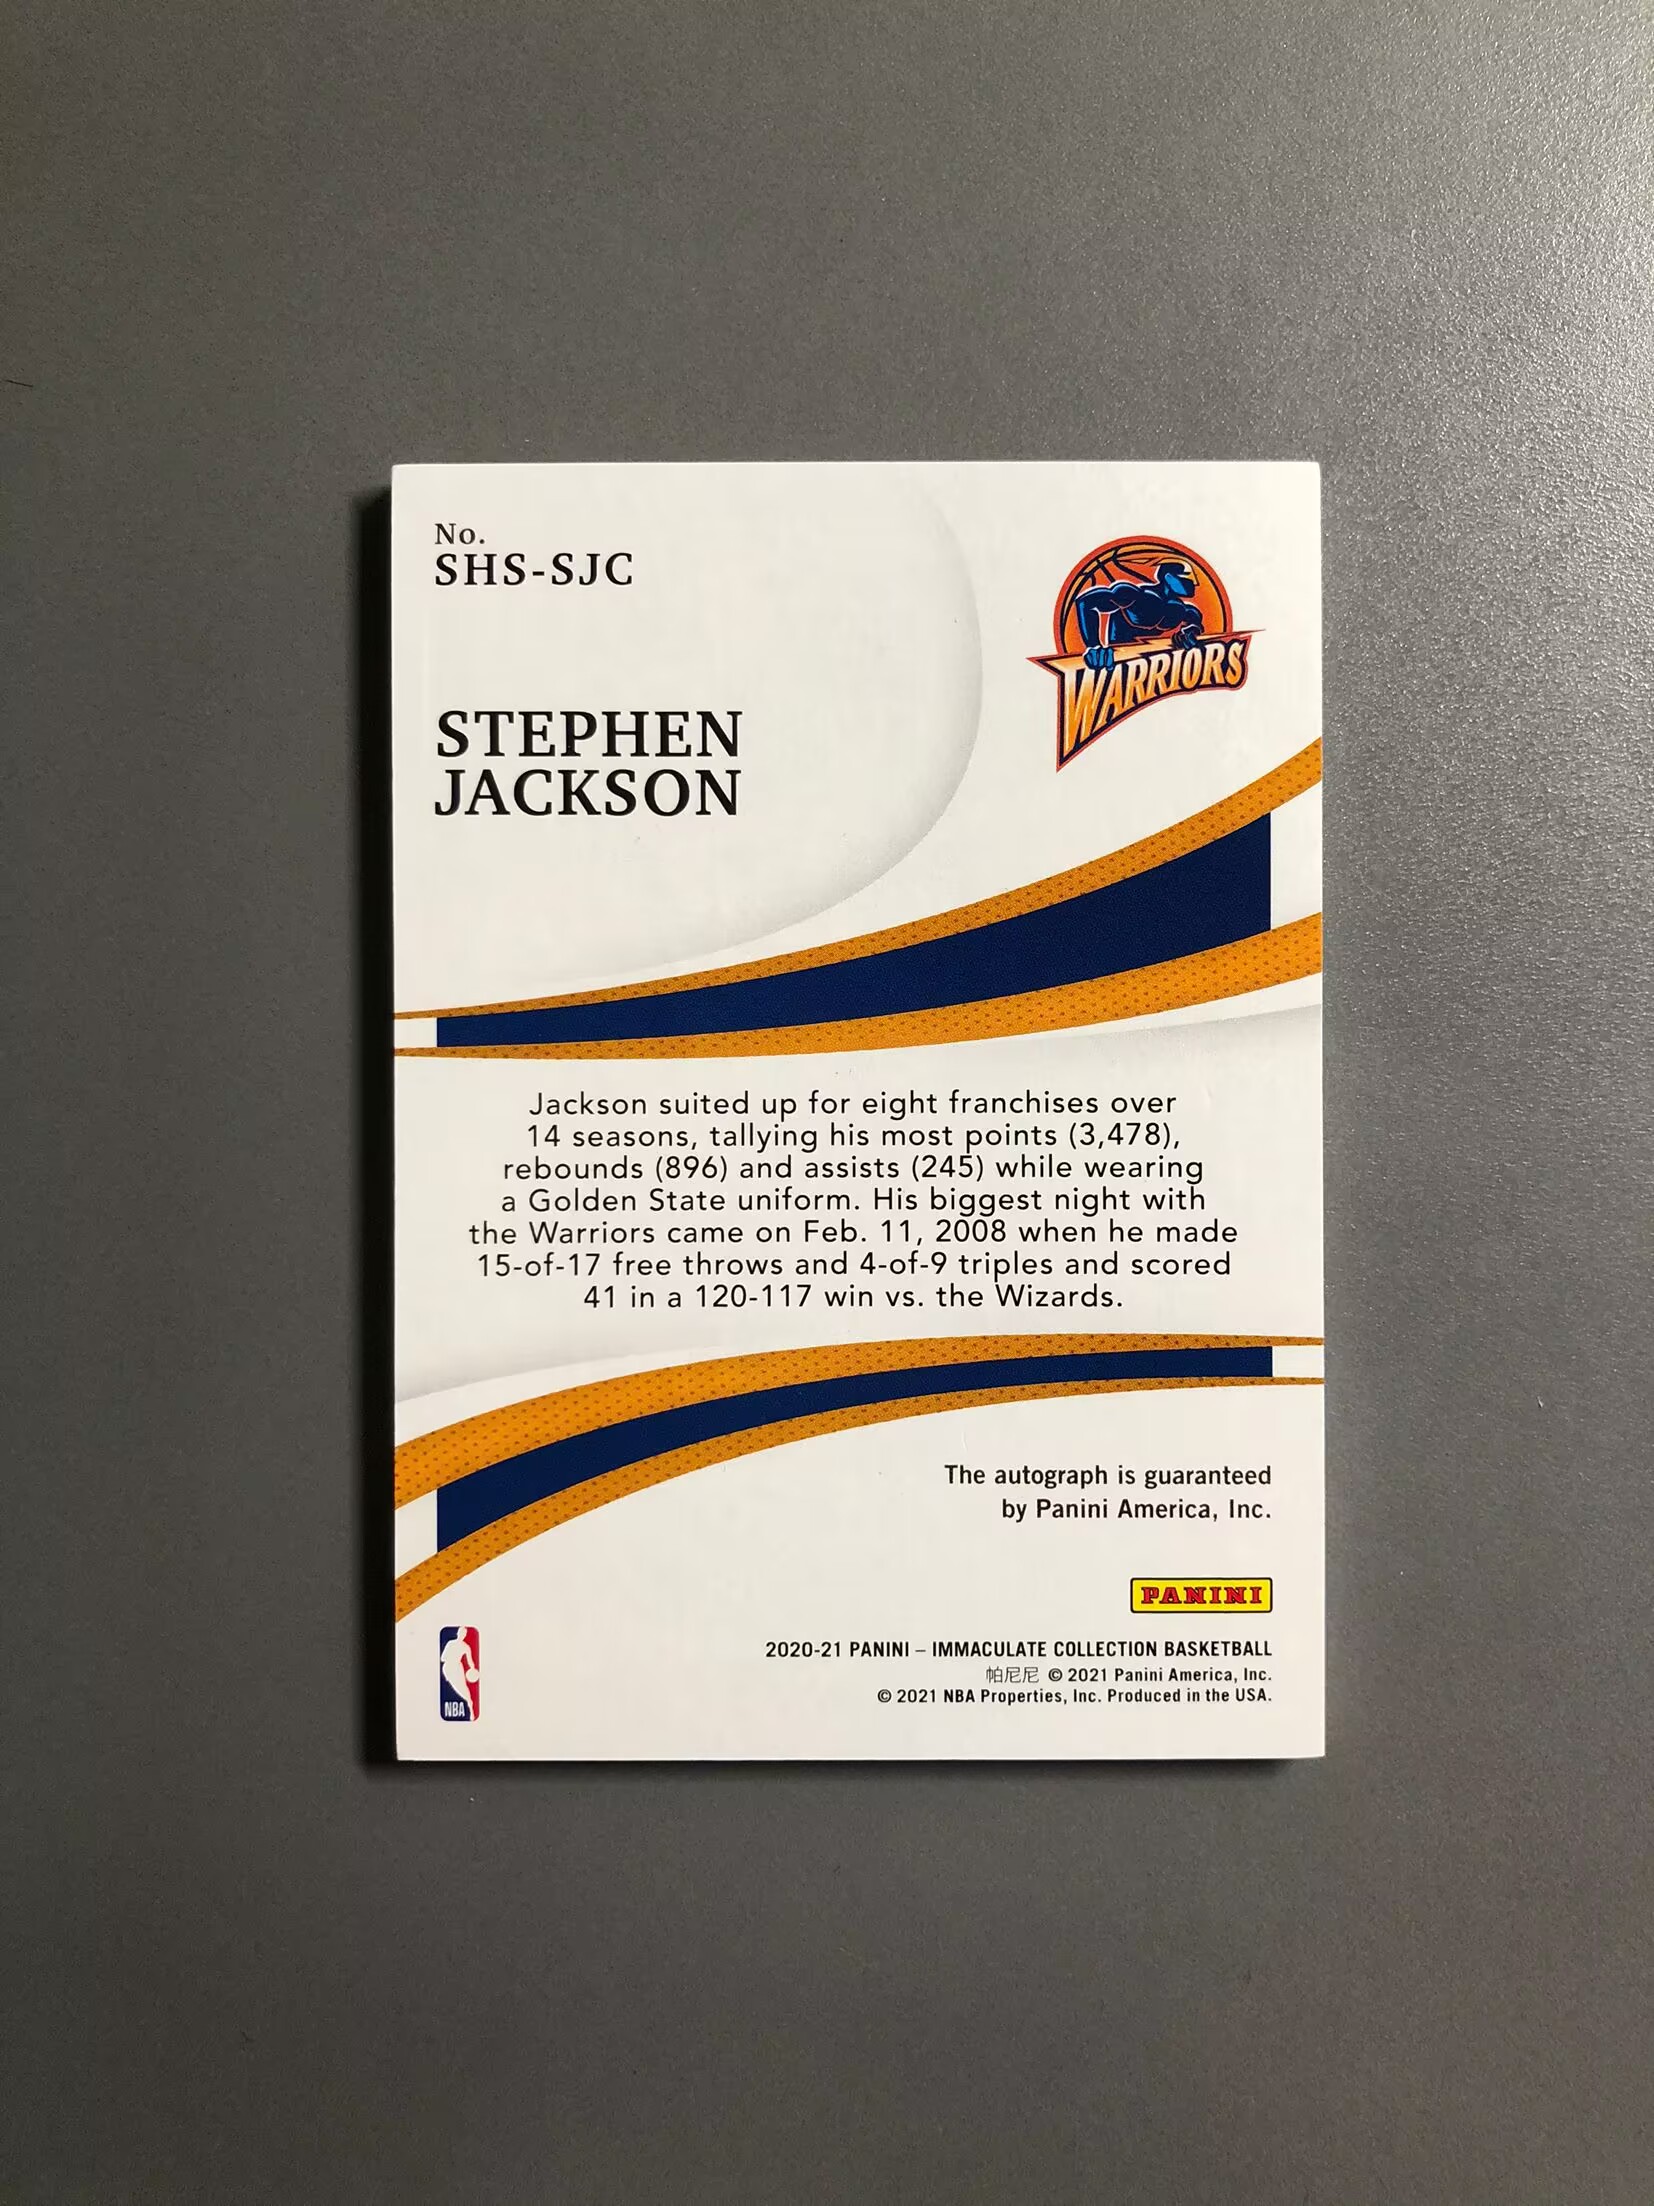 No.
SHS-SJC
WARRIORS
STEPHEN
JACKSON
Jackson suited up for eight franchises over
14 seasons, tallying his most points (3,478),
rebounds (896) and assists (245) while wearing
a Golden State uniform. His biggest night with
the Warriors came on Feb. 11, 2008 when he made
15-of-17 free throws and 4-of-9 triples and scored
41 in a 120-117 win vs. the Wizards.
The autograph is guaranteed
by Panini America, Inc.
PANINI
2020-21 PANINI – IMMACULATE COLLECTION BASKETBALL
帕尼尼 © 2021 Panini America, Inc.
© 2021 NBA Properties, Inc. Produced in the USA.
NBA